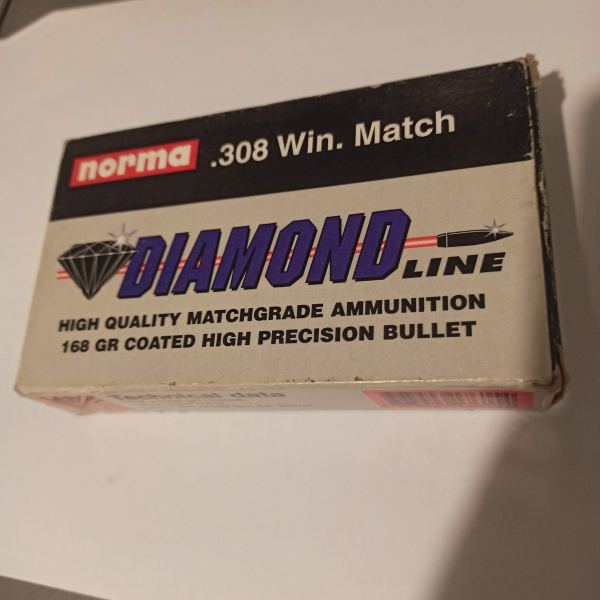 norma .308 Win. Match
DIAMOND LINE
HIGH QUALITY MATCHGRADE AMMUNITION
168 GR COATED HIGH PRECISION BULLET
Technical data